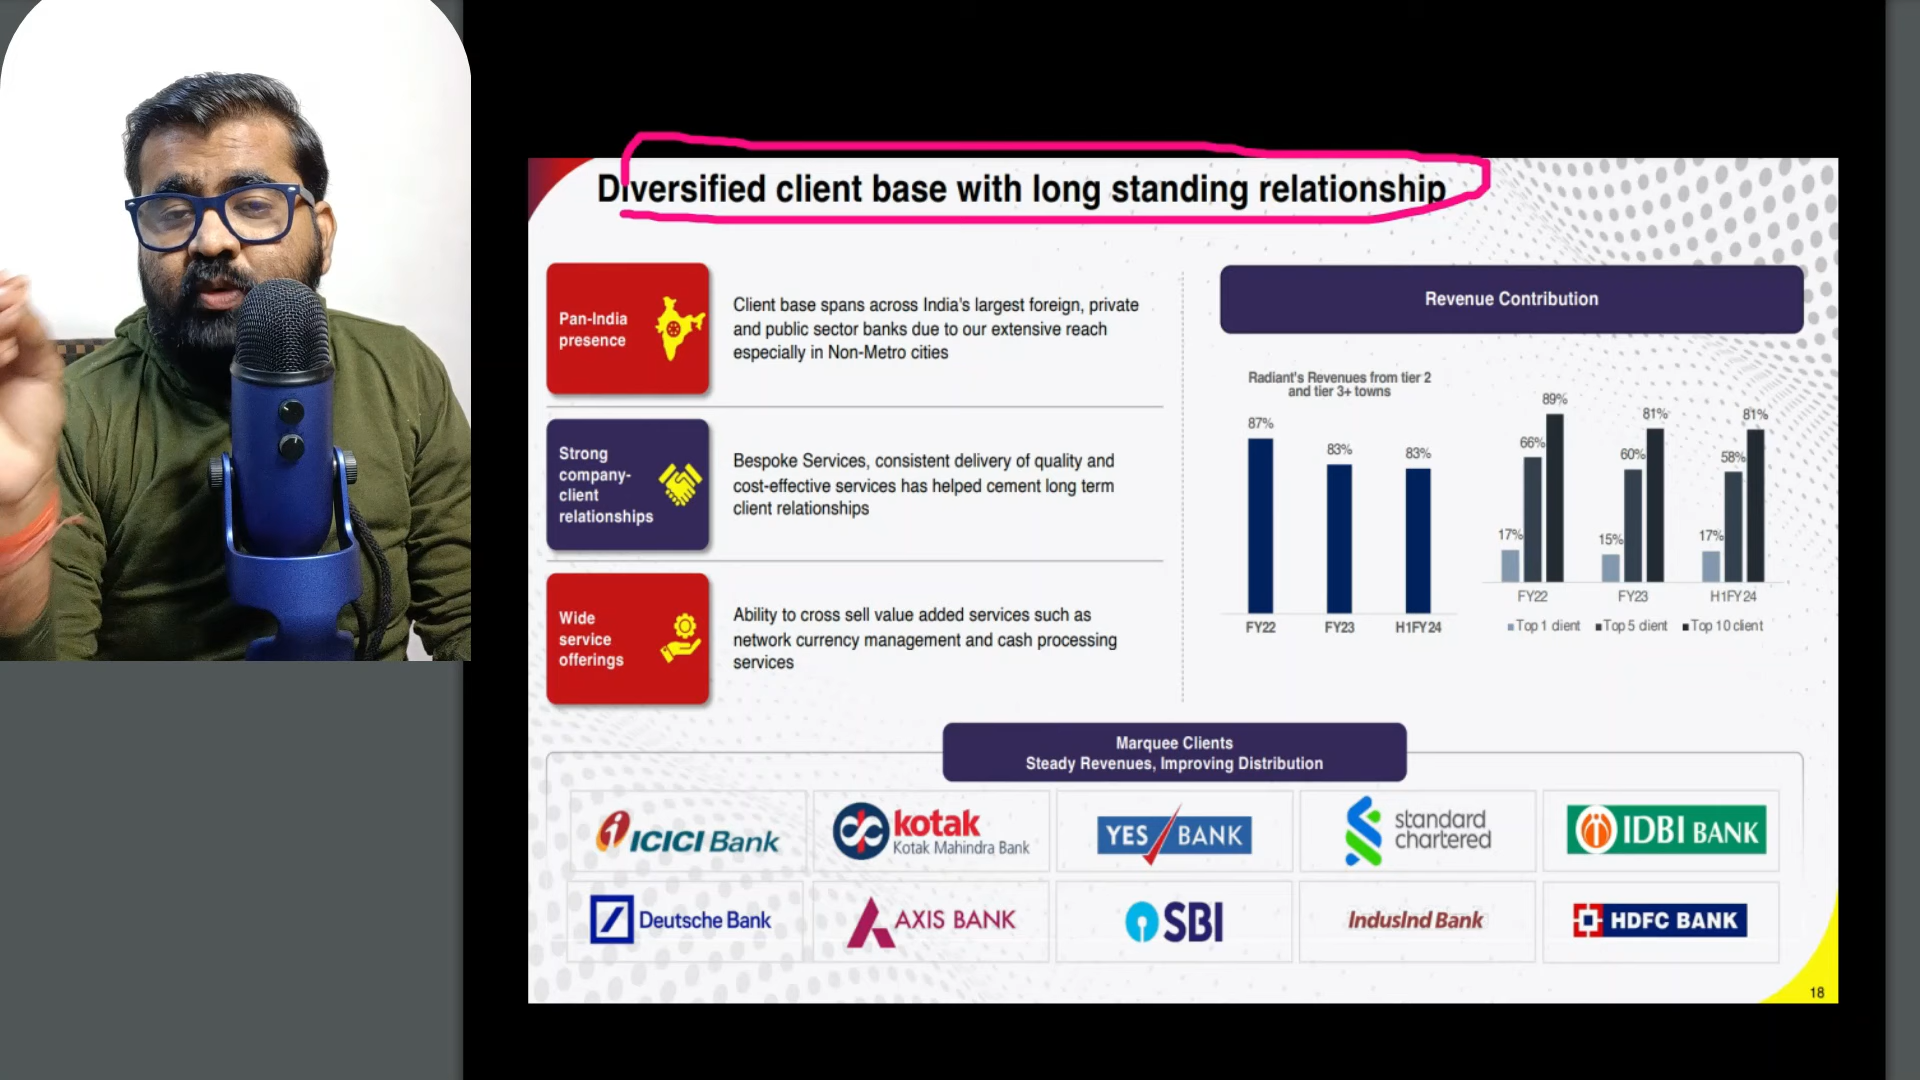 Diversified client base with long standing relationship
Pan-India
presence
Client base spans across India's largest foreign, private
and public sector banks due to our extensive reach
especially in Non-Metro cities
Strong
company-
client
relationships
Bespoke Services, consistent delivery of quality and
cost-effective services has helped cement long term
client relationships
Wide
service
offerings
Ability to cross sell value added services such as
network currency management and cash processing
services
Revenue Contribution
Radiant's Revenues from tier 2
and tier 3+ towns
87%
83%
83%
FY22
FY23
H1FY24
17%
66%
89%
15%
60%
81%
17%
58%
81%
FY22
FY23
H1FY24
Top 1 client
Top 5 client
Top 10 client
Marquee Clients
Steady Revenues, Improving Distribution
ICICI Bank
kotak
Kotak Mahindra Bank
YES BANK
standard
chartered
IDBI BANK
Deutsche Bank
AXIS BANK
SBI
IndusInd Bank
HDFC BANK
18